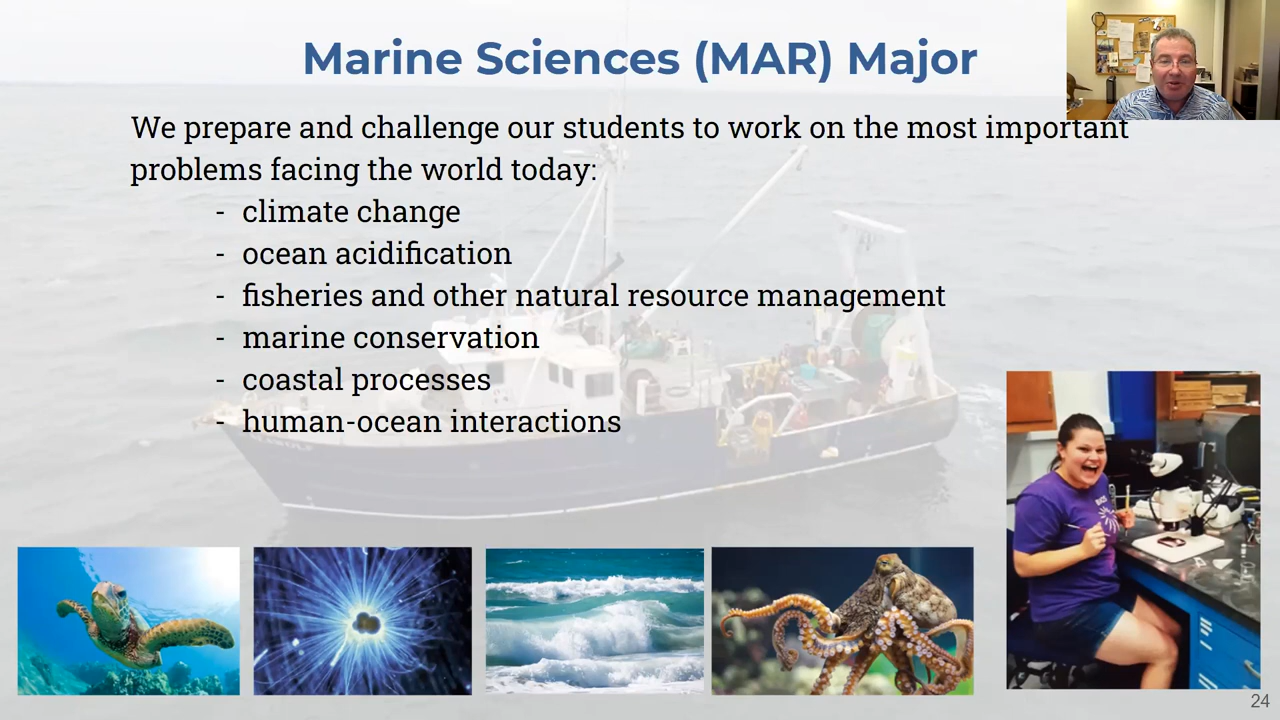 Marine Sciences (MAR) Major
We prepare and challenge our students to work on the most important
problems facing the world today:
- climate change
- ocean acidification
- fisheries and other natural resource management
- marine conservation
- coastal processes
- human-ocean interactions
24